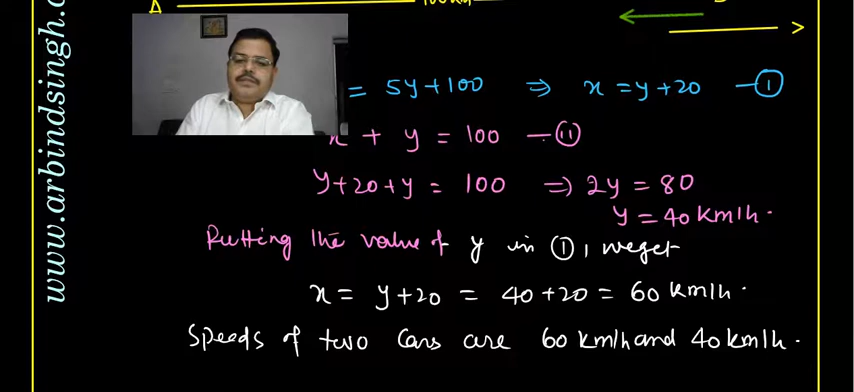 A
= 5y+100 ⇒ x = y+20 —①
x + y = 100 —⑪
y+20+y = 100 ⇒ 2y = 80
y = 40 km/h.
Putting the value of y in ①, we get
x = y+20 = 40+20 = 60 km/h.
Speeds of two cars are 60 km/h and 40 km/h.
www.arbindsingh.